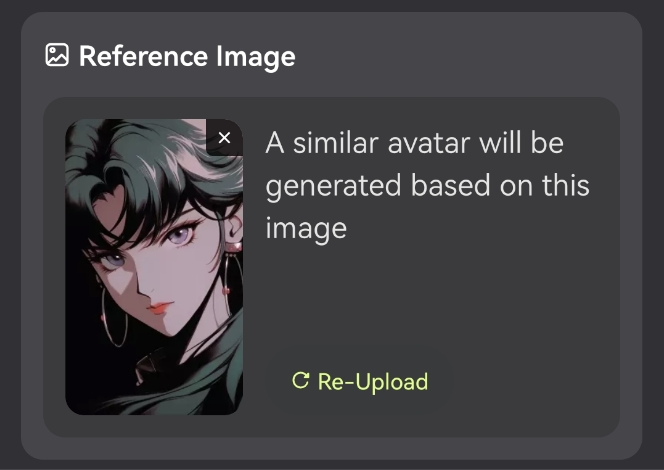 Reference Image
A similar avatar will be
generated based on this
image
Re-Upload